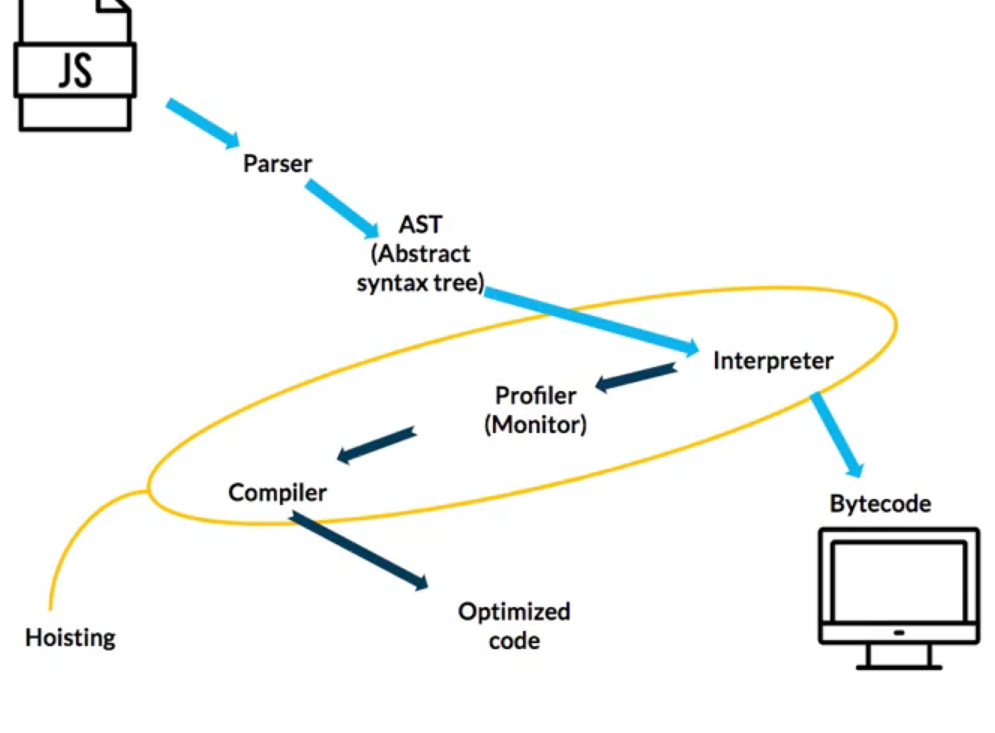 JS
Parser
AST
(Abstract
syntax tree)
Interpreter
Profiler
(Monitor)
Compiler
Bytecode
Optimized
code
Hoisting